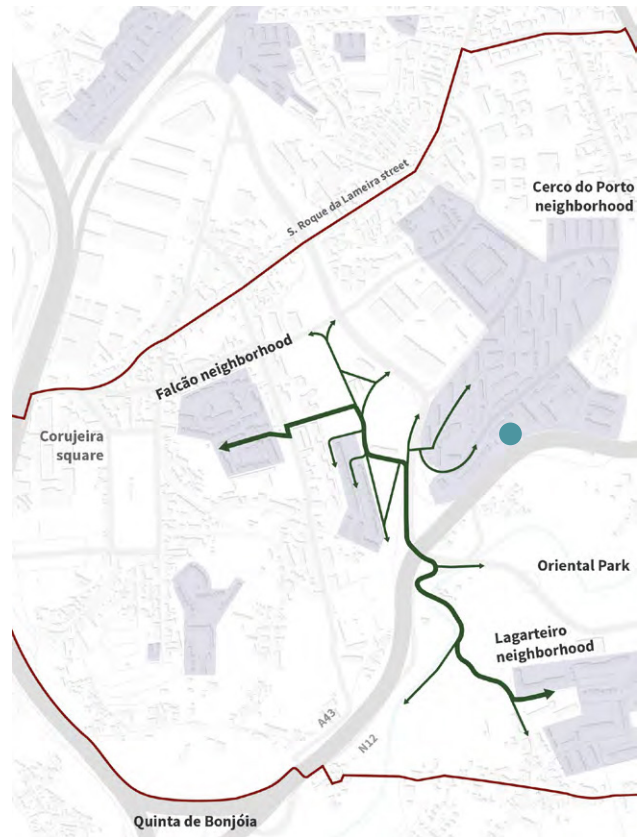 Cerco do Porto
neighborhood
S. Roque da Lameira street
Falcão neighborhood
Corujeira
square
Oriental Park
Lagarteiro
neighborhood
A43
N12
Quinta de Bonjóia